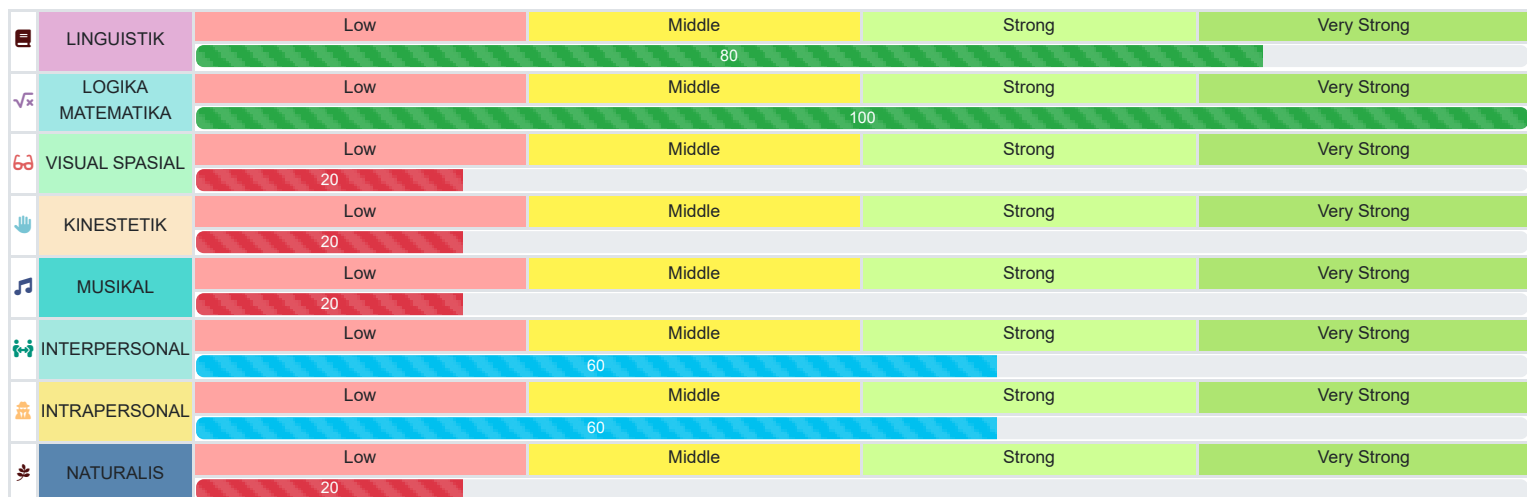 Low Middle Strong Very Strong
LINGUISTIK
80
LOGIKA
MATEMATIKA
Low Middle Strong Very Strong
100
Low Middle Strong Very Strong
VISUAL SPASIAL
20
Low Middle Strong Very Strong
KINESTETIK
20
Low Middle Strong Very Strong
MUSIKAL
20
Low Middle Strong Very Strong
INTERPERSONAL
60
Low Middle Strong Very Strong
INTRAPERSONAL
60
Low Middle Strong Very Strong
NATURALIS
20